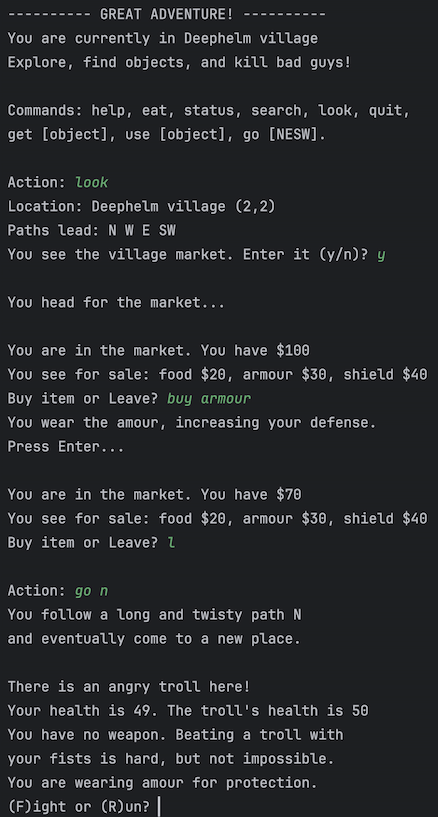 ---------- GREAT ADVENTURE! ----------
You are currently in Deephelm village
Explore, find objects, and kill bad guys!

Commands: help, eat, status, search, look, quit,
get [object], use [object], go [NESW].

Action: look
Location: Deephelm village (2,2)
Paths lead: N W E SW
You see the village market. Enter it (y/n)? y

You head for the market...

You are in the market. You have $100
You see for sale: food $20, armour $30, shield $40
Buy item or Leave? buy armour
You wear the amour, increasing your defense.
Press Enter...

You are in the market. You have $70
You see for sale: food $20, armour $30, shield $40
Buy item or Leave? l

Action: go n
You follow a long and twisty path N
and eventually come to a new place.

There is an angry troll here!
Your health is 49. The troll's health is 50
You have no weapon. Beating a troll with
your fists is hard, but not impossible.
You are wearing amour for protection.
(F)ight or (R)un?